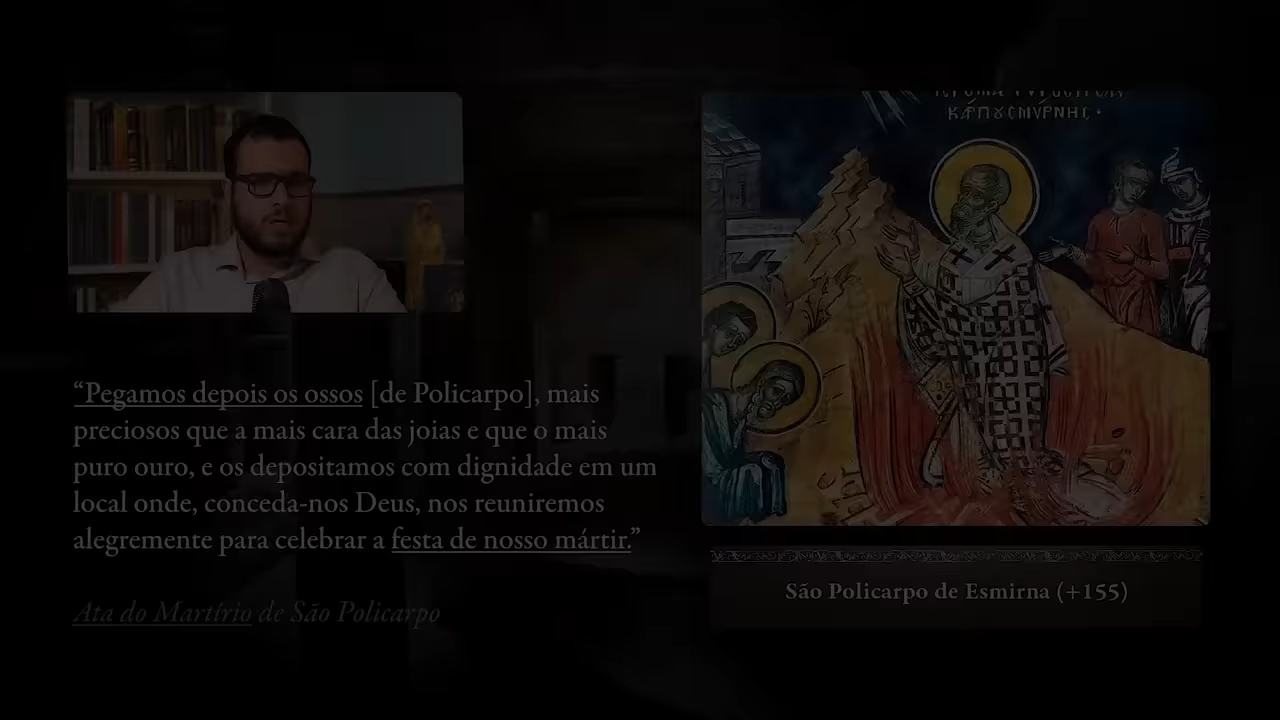 ΚΆΡΠȣ СΜVΡΝΗС •
“Pegamos depois os ossos [de Policarpo], mais
preciosos que a mais cara das joias e que o mais
puro ouro, e os depositamos com dignidade em um
local onde, conceda-nos Deus, nos reuniremos
alegremente para celebrar a festa de nosso mártir.”
Ata do Martírio de São Policarpo
São Policarpo de Esmirna (+155)